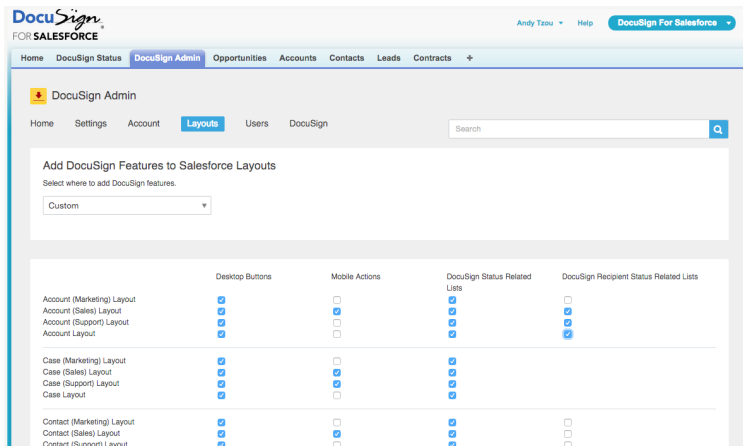 DocuSign
FOR SALESFORCE
Andy Tzou Help DocuSign For Salesforce
Home DocuSign Status DocuSign Admin Opportunities Accounts Contacts Leads Contracts +
DocuSign Admin
Home Settings Account Layouts Users DocuSign Search
Add DocuSign Features to Salesforce Layouts
Select where to add DocuSign features.
Custom
Desktop Buttons Mobile Actions DocuSign Status Related Lists DocuSign Recipient Status Related Lists
Account (Marketing) Layout
Account (Sales) Layout
Account (Support) Layout
Account Layout
Case (Marketing) Layout
Case (Sales) Layout
Case (Support) Layout
Case Layout
Contact (Marketing) Layout
Contact (Sales) Layout
Contact (Support) Layout